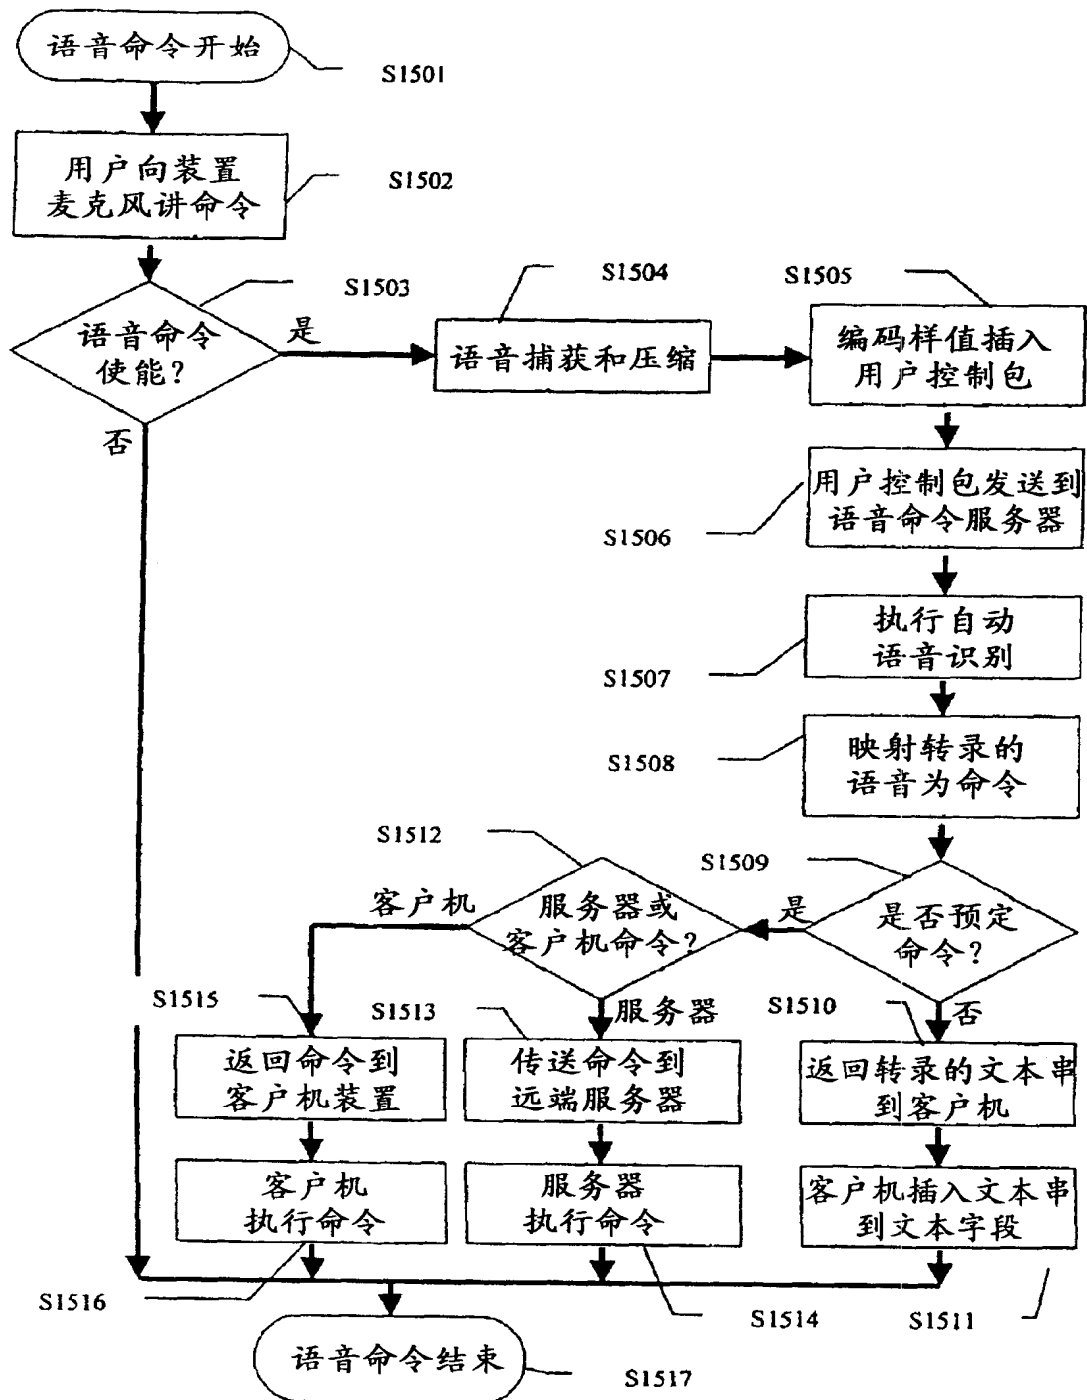 语音命令开始
S1501
用户向装置
麦克风讲命令
S1502
语音命令
使能？
S1503
是
否
S1504
语音捕获和压缩
S1505
编码样值插入
用户控制包
用户控制包发送到
语音命令服务器
S1506
执行自动
语音识别
S1507
映射转录的
语音为命令
S1508
S1509
是否预定
命令？
是
否
S1512
服务器或
客户机命令？
客户机
服务器
S1515
返回命令到
客户机装置
S1513
传送命令到
远端服务器
S1510
返回转录的文本串
到客户机
客户机
执行命令
服务器
执行命令
客户机插入文本串
到文本字段
S1516
S1514
S1511
语音命令结束
S1517